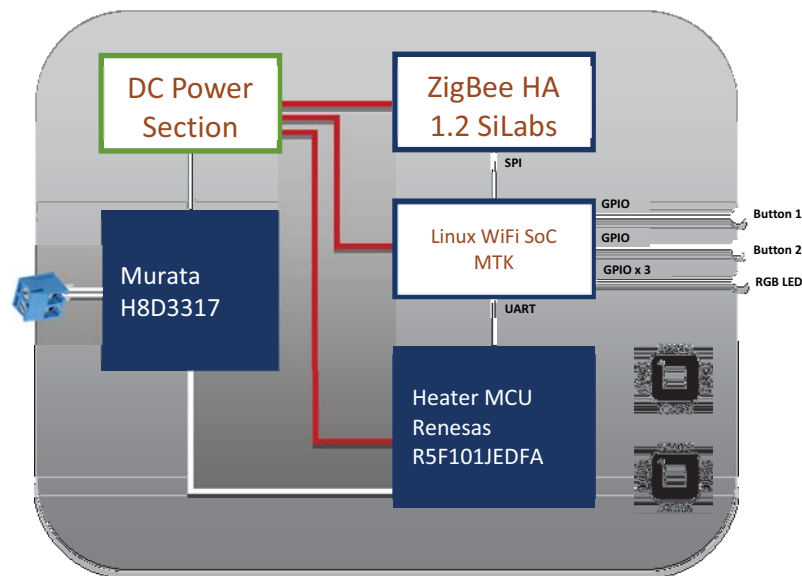 DC Power
Section
ZigBee HA
1.2 SiLabs
SPI
GPIO
Button 1
Linux WiFi SoC
MTK
GPIO
Button 2
GPIO x 3
RGB LED
UART
Murata
H8D3317
Heater MCU
Renesas
R5F101JEDFA